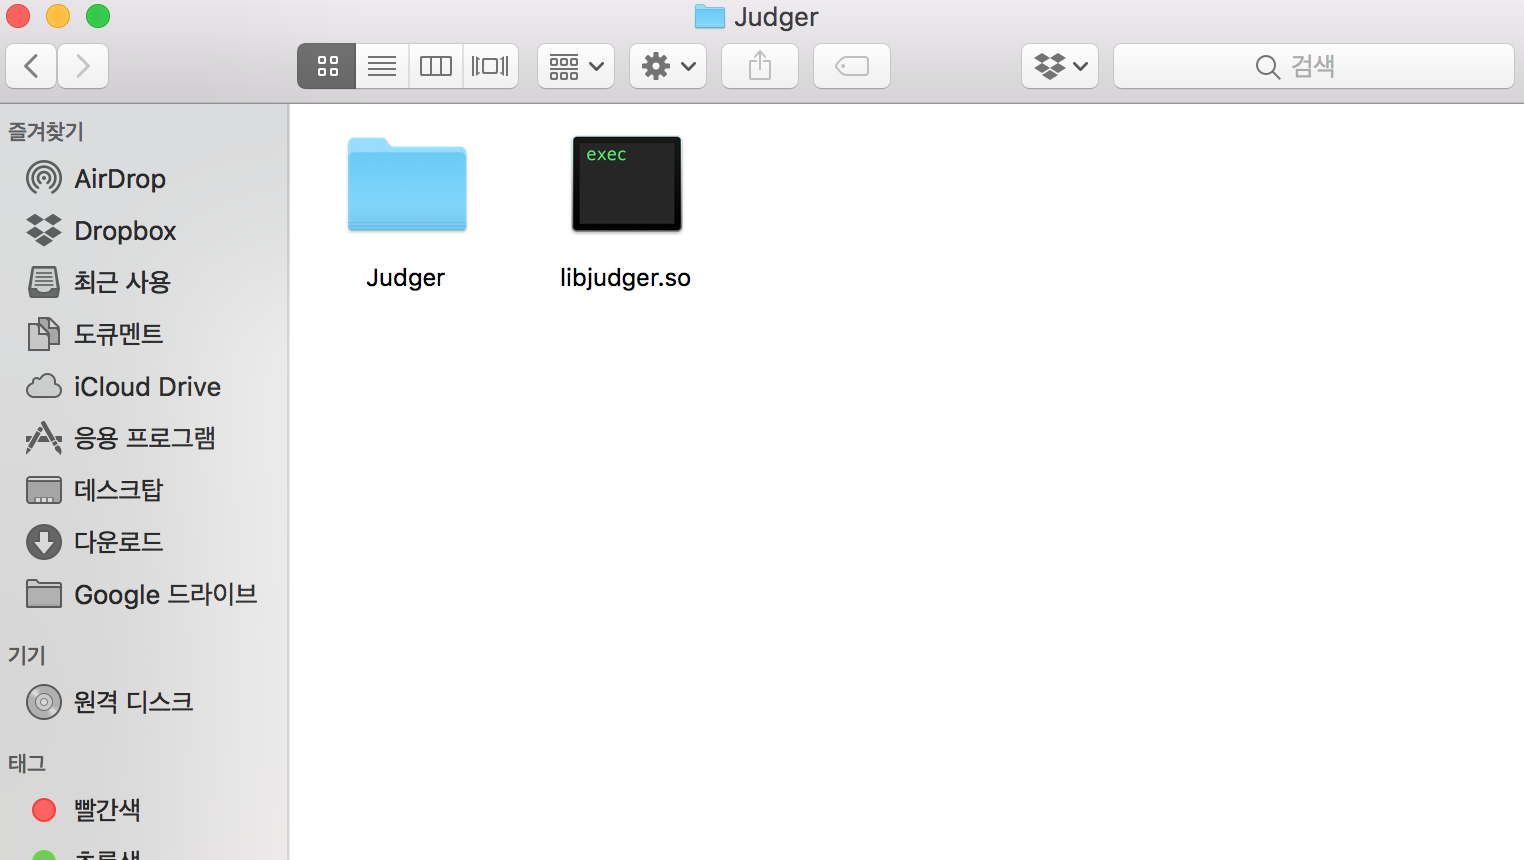 Judger
검색
즐겨찾기
AirDrop
Dropbox
최근 사용
도큐멘트
iCloud Drive
응용 프로그램
데스크탑
다운로드
Google 드라이브
기기
원격 디스크
태그
빨간색
exec
Judger
libjudger.so